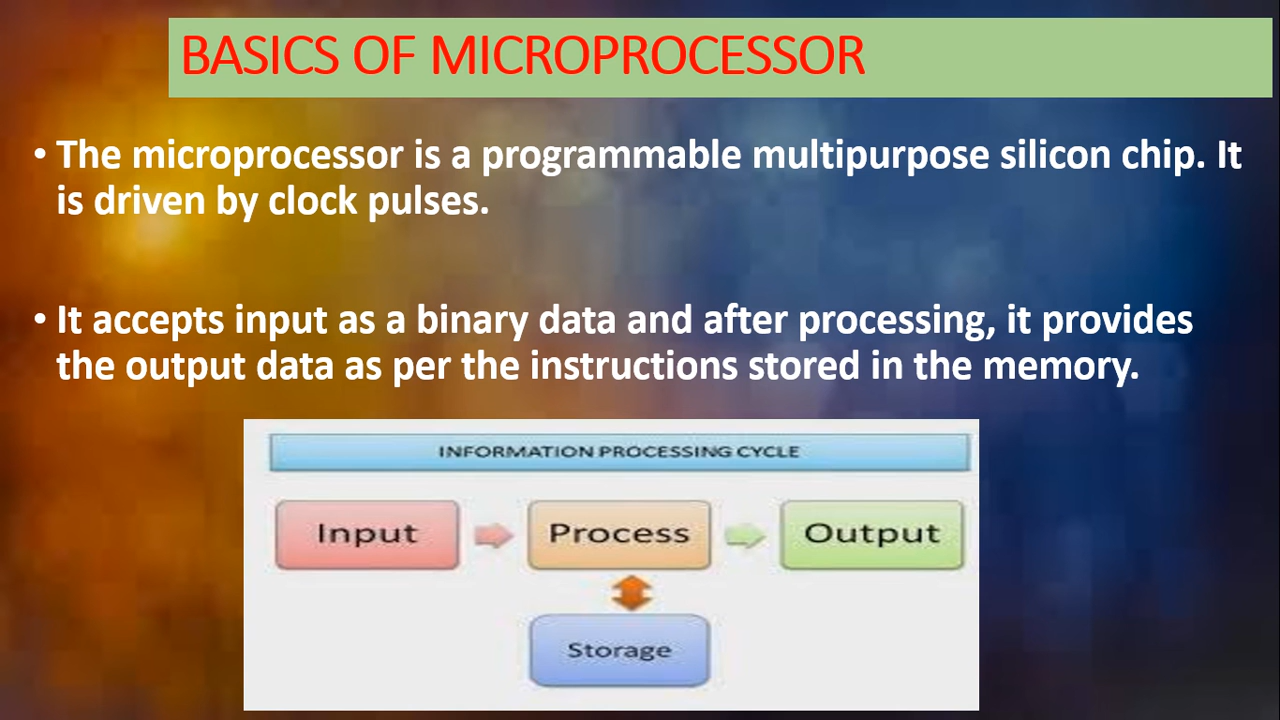 BASICS OF MICROPROCESSOR
• The microprocessor is a programmable multipurpose silicon chip. It
is driven by clock pulses.
• It accepts input as a binary data and after processing, it provides
the output data as per the instructions stored in the memory.
INFORMATION PROCESSING CYCLE
Input
Process
Output
Storage